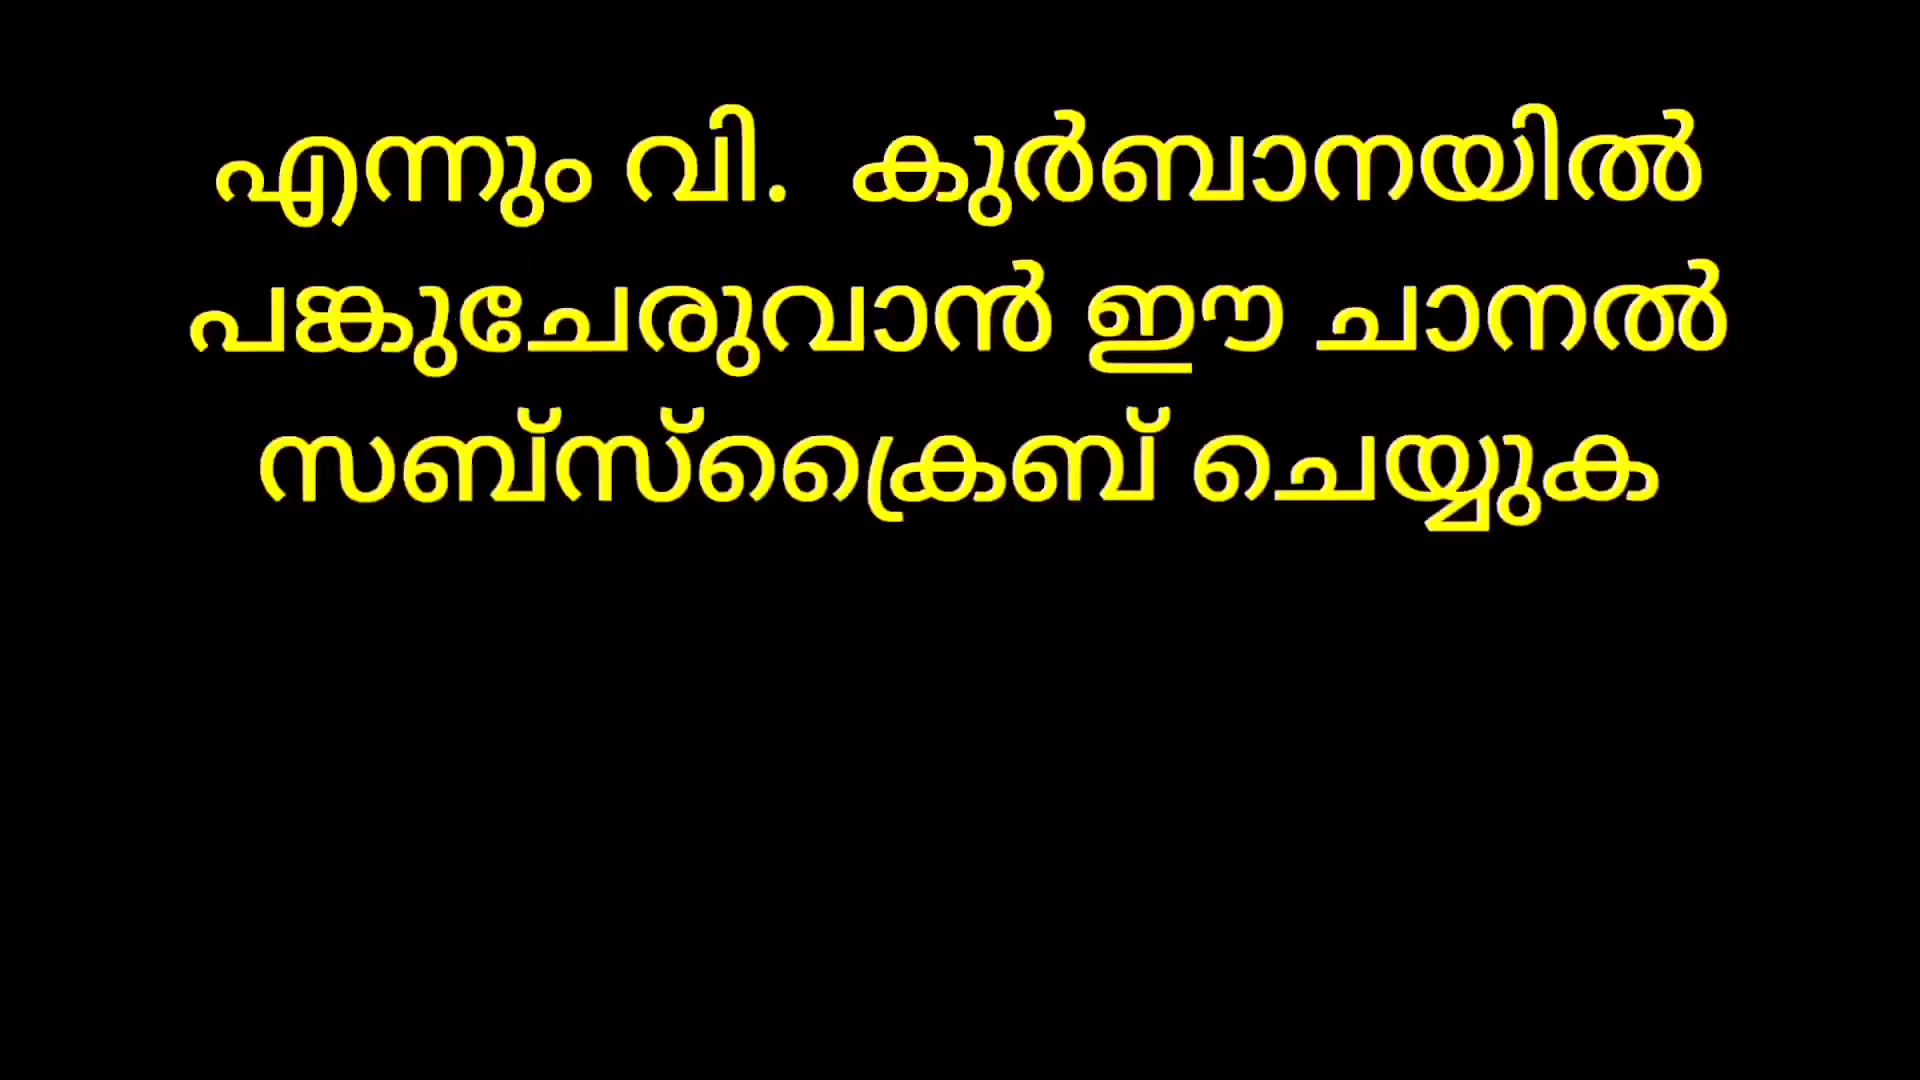 എന്നും വി. കുർബാനയിൽ
പങ്കുചേരുവാൻ ഈ ചാനൽ
സബ്സ്ക്രൈബ് ചെയ്യുക